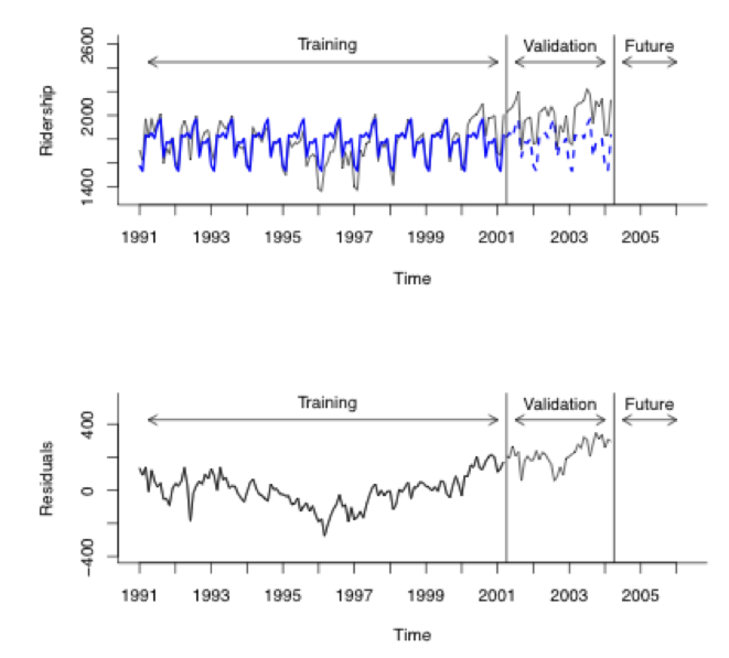 Training Validation Future
Ridership
2600
2000
1400
1991 1993 1995 1997 1999 2001 2003 2005
Time
Training Validation Future
Residuals
400
0
−400
1991 1993 1995 1997 1999 2001 2003 2005
Time